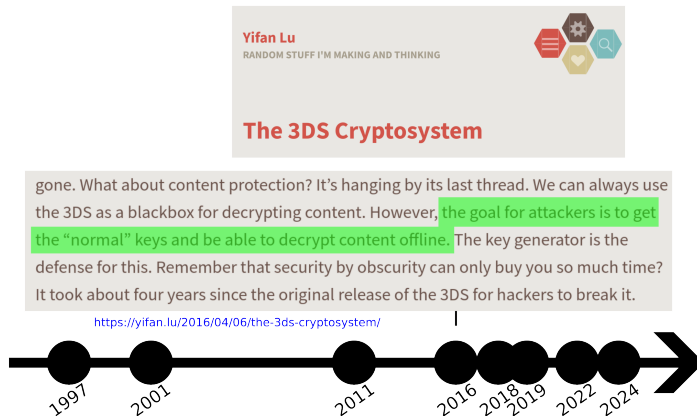 Yifan Lu
RANDOM STUFF I'M MAKING AND THINKING
The 3DS Cryptosystem
gone. What about content protection? It’s hanging by its last thread. We can always use
the 3DS as a blackbox for decrypting content. However, the goal for attackers is to get
the “normal” keys and be able to decrypt content offline. The key generator is the
defense for this. Remember that security by obscurity can only buy you so much time?
It took about four years since the original release of the 3DS for hackers to break it.
https://yifan.lu/2016/04/06/the-3ds-cryptosystem/
1997
2001
2011
2016
2018
2019
2022
2024